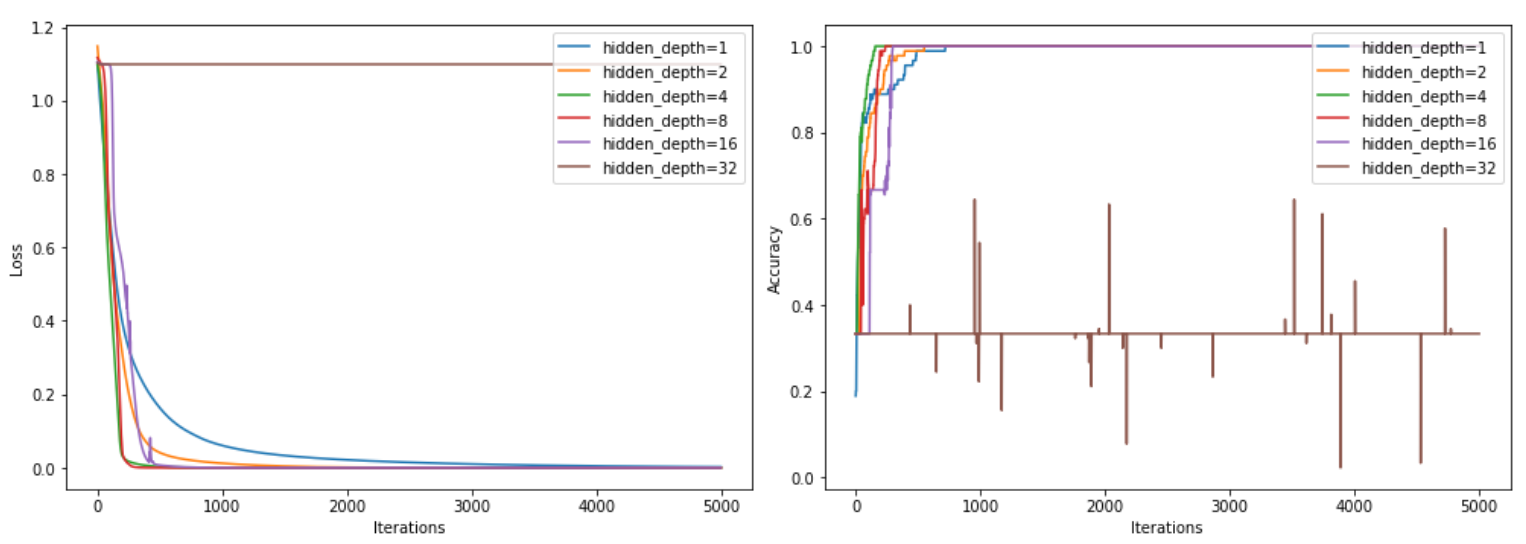 1.2
1.0
0.8
0.6
0.4
0.2
0.0
Loss
0
1000
2000
3000
4000
5000
Iterations
hidden_depth=1
hidden_depth=2
hidden_depth=4
hidden_depth=8
hidden_depth=16
hidden_depth=32
1.0
0.8
0.6
0.4
0.2
0.0
Accuracy
0
1000
2000
3000
4000
5000
Iterations
hidden_depth=1
hidden_depth=2
hidden_depth=4
hidden_depth=8
hidden_depth=16
hidden_depth=32